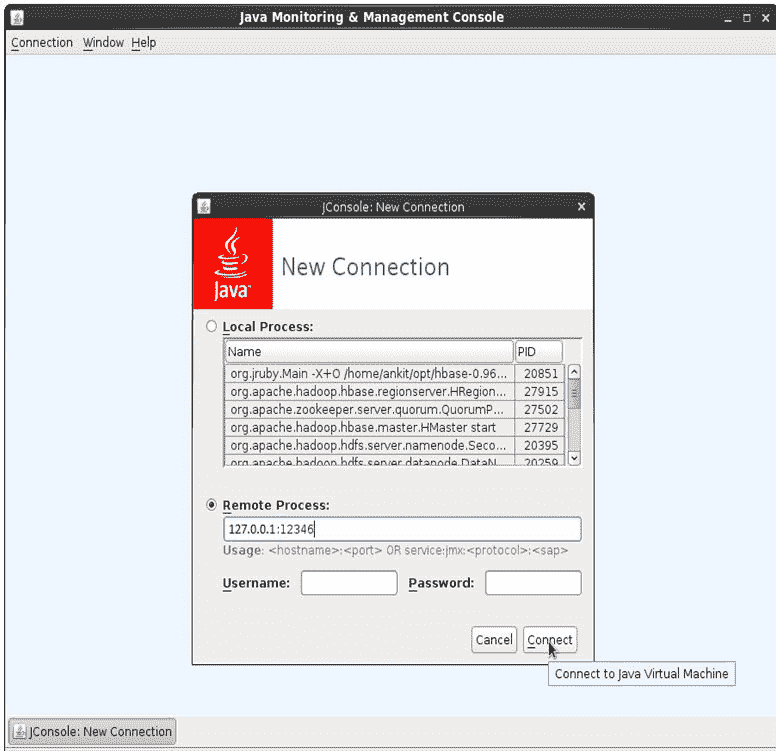 Java Monitoring & Management Console
Connection Window Help
JConsole: New Connection
Java
New Connection
Local Process:
Name PID
org.jruby.Main -X+O /home/ankit/opt/hbase-0.96... 20851
org.apache.hadoop.hbase.regionserver.HRegion... 27915
org.apache.zookeeper.server.quorum.QuorumP... 27502
org.apache.hadoop.hbase.master.HMaster start 27729
org.apache.hadoop.hdfs.server.namenode.Seco... 20395
org.apache.hadoop.hdfs.server.datanode.DataN... 20259
Remote Process:
127.0.0.1:12346
Usage: <hostname>:<port> OR service:jmx:<protocol>:<sap>
Username: Password:
Cancel Connect
Connect to Java Virtual Machine
JConsole: New Connection